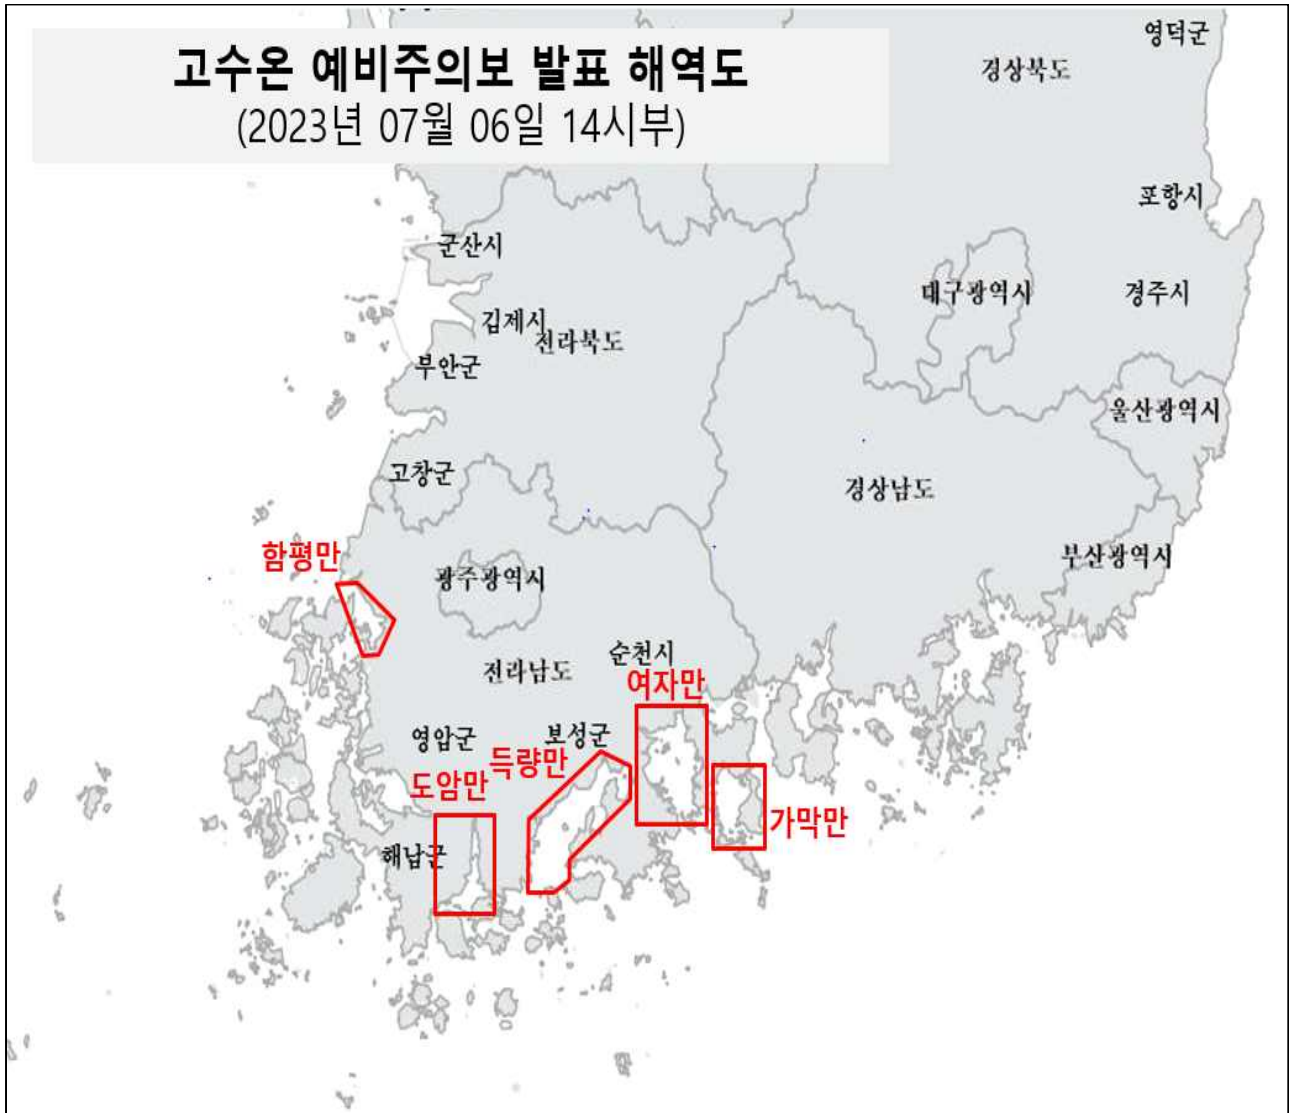 고수온 예비주의보 발표 해역도
(2023년 07월 06일 14시부)
영덕군
경상북도
포항시
군산시
대구광역시
경주시
김제시
전라북도
부안군
울산광역시
고창군
경상남도
함평만
부산광역시
광주광역시
순천시
전라남도
여자만
영암군
보성군
득량만
도암만
가막만
해남군